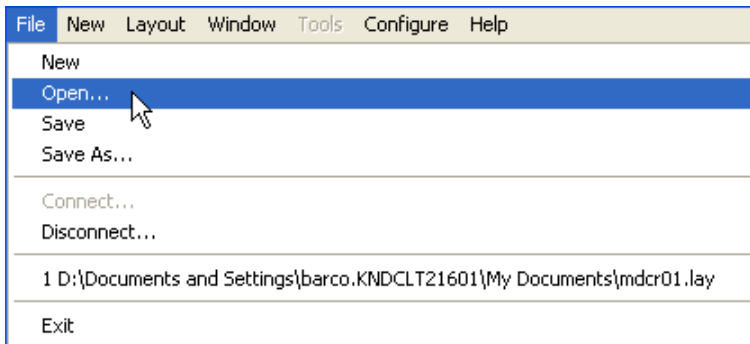 File New Layout Window Tools Configure Help
New
Open...
Save
Save As...
Connect...
Disconnect...
1 D:\Documents and Settings\barco.KNDCLT21601\My Documents\mdcr01.lay
Exit